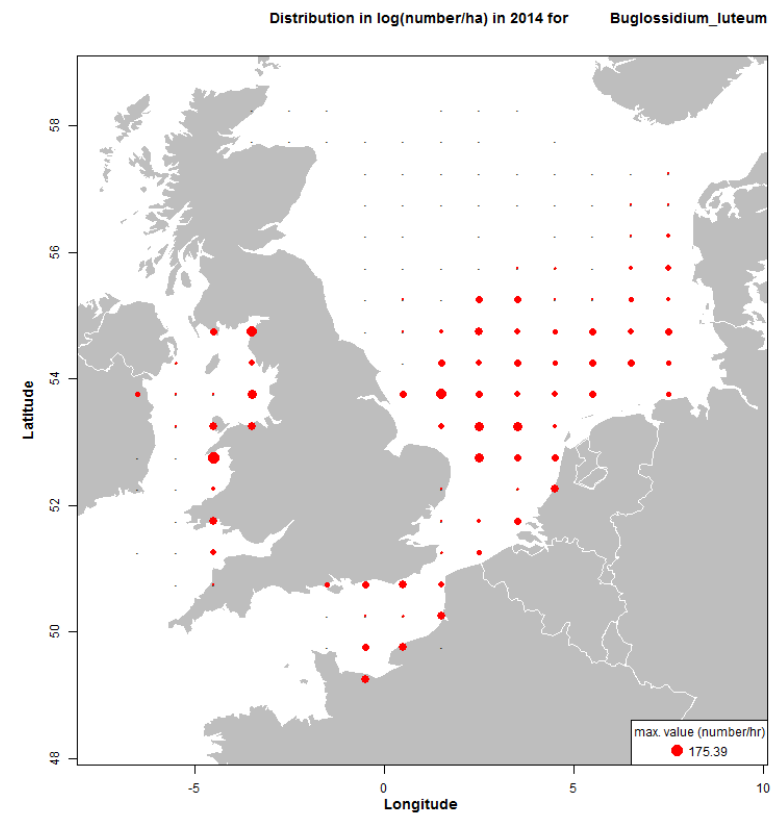 Distribution in log(number/ha) in 2014 for Buglossidium_luteum
58
56
54
52
50
48
Latitude
-5
0
5
10
Longitude
max. value (number/hr)
175.39